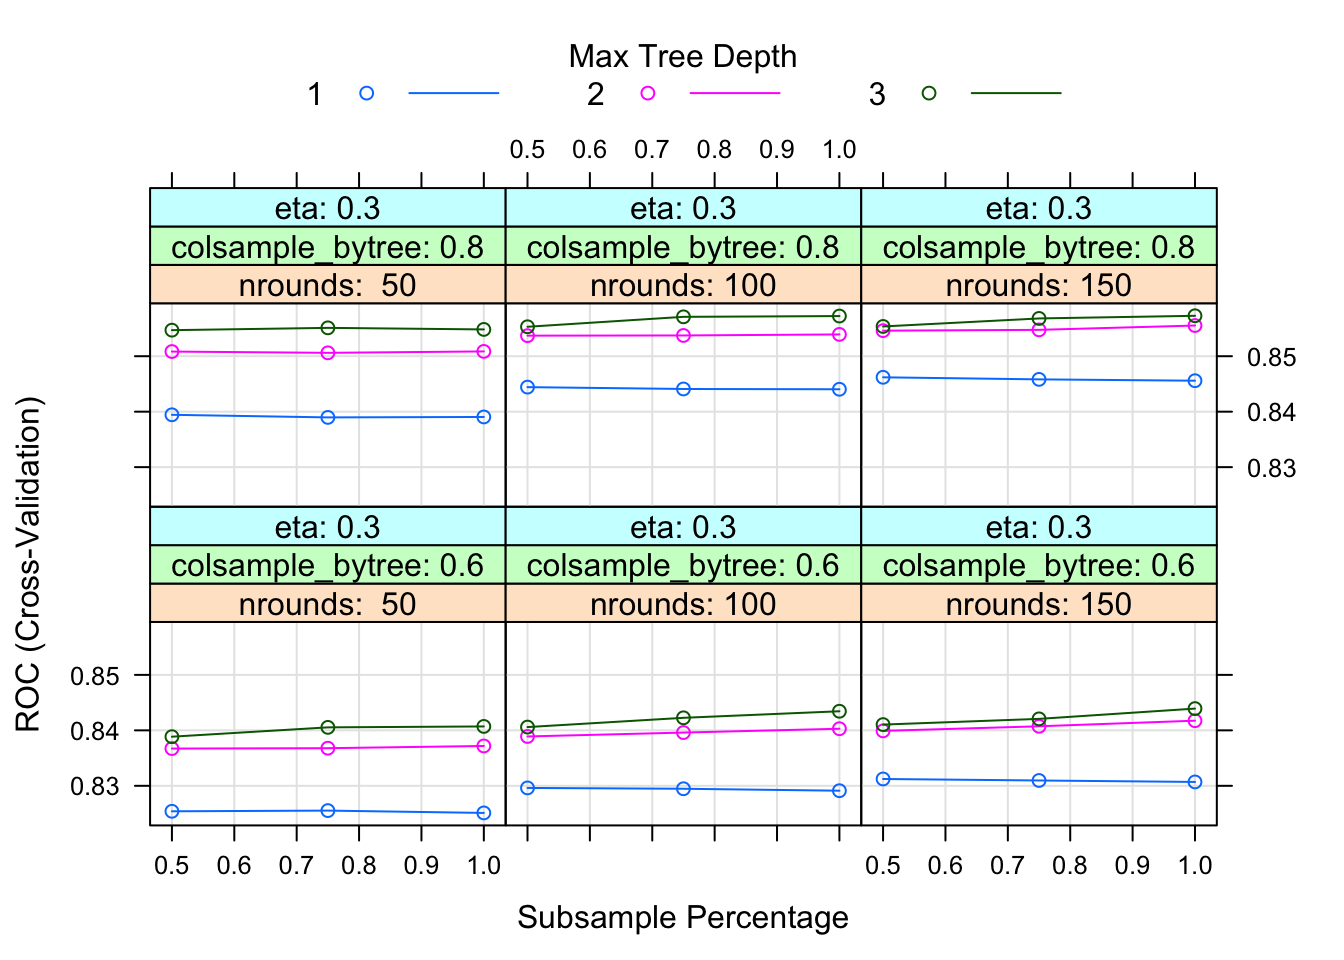 Max Tree Depth
1 2 3
0.5 0.6 0.7 0.8 0.9 1.0
eta: 0.3 eta: 0.3 eta: 0.3
colsample_bytree: 0.8 colsample_bytree: 0.8 colsample_bytree: 0.8
nrounds:  50 nrounds: 100 nrounds: 150
0.85
0.84
0.83
eta: 0.3 eta: 0.3 eta: 0.3
colsample_bytree: 0.6 colsample_bytree: 0.6 colsample_bytree: 0.6
nrounds:  50 nrounds: 100 nrounds: 150
0.85
0.84
0.83
0.5 0.6 0.7 0.8 0.9 1.0 0.5 0.6 0.7 0.8 0.9 1.0
Subsample Percentage
ROC (Cross-Validation)